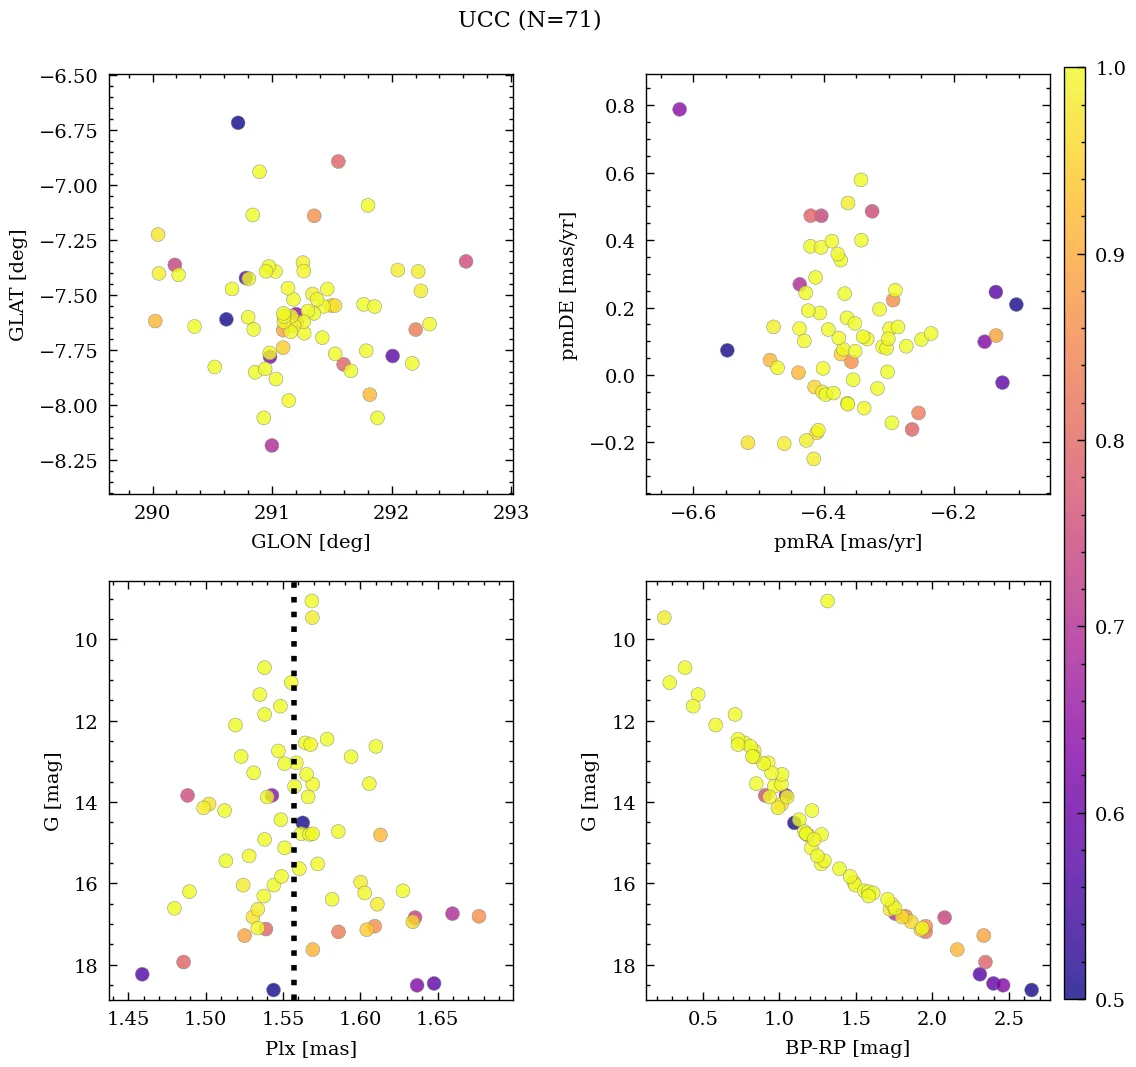 UCC (N=71)
−6.50
−6.75
−7.00
−7.25
−7.50
−7.75
−8.00
−8.25
GLAT [deg]
290 291 292 293
GLON [deg]
0.8
0.6
0.4
0.2
0.0
−0.2
pmDE [mas/yr]
−6.6 −6.4 −6.2
pmRA [mas/yr]
10
12
14
16
18
G [mag]
1.45 1.50 1.55 1.60 1.65
Plx [mas]
10
12
14
16
18
G [mag]
0.5 1.0 1.5 2.0 2.5
BP-RP [mag]
1.0
0.9
0.8
0.7
0.6
0.5